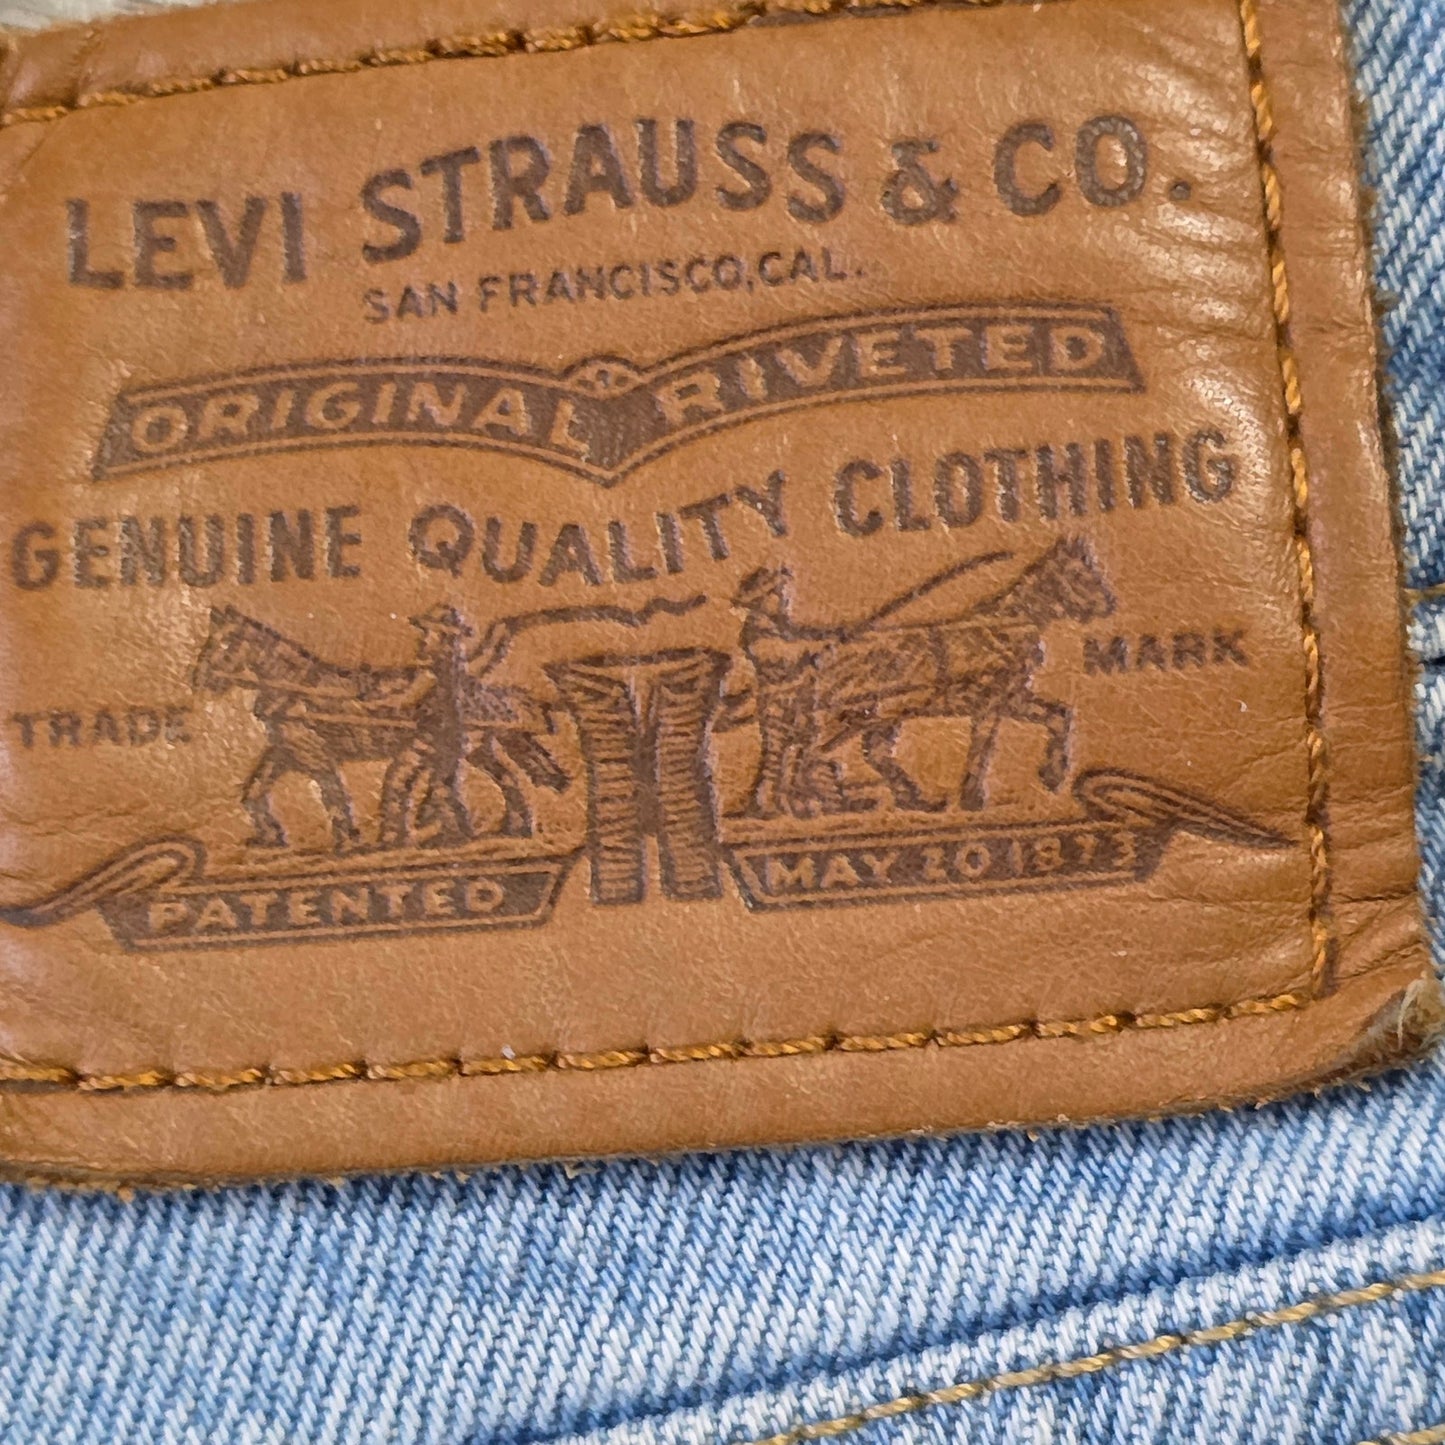 LEVI STRAUSS & CO.
SAN FRANCISCO, CAL.
ORIGINAL RIVETED
GENUINE QUALITY CLOTHING
TRADE MARK
PATENTED MAY 20 1873